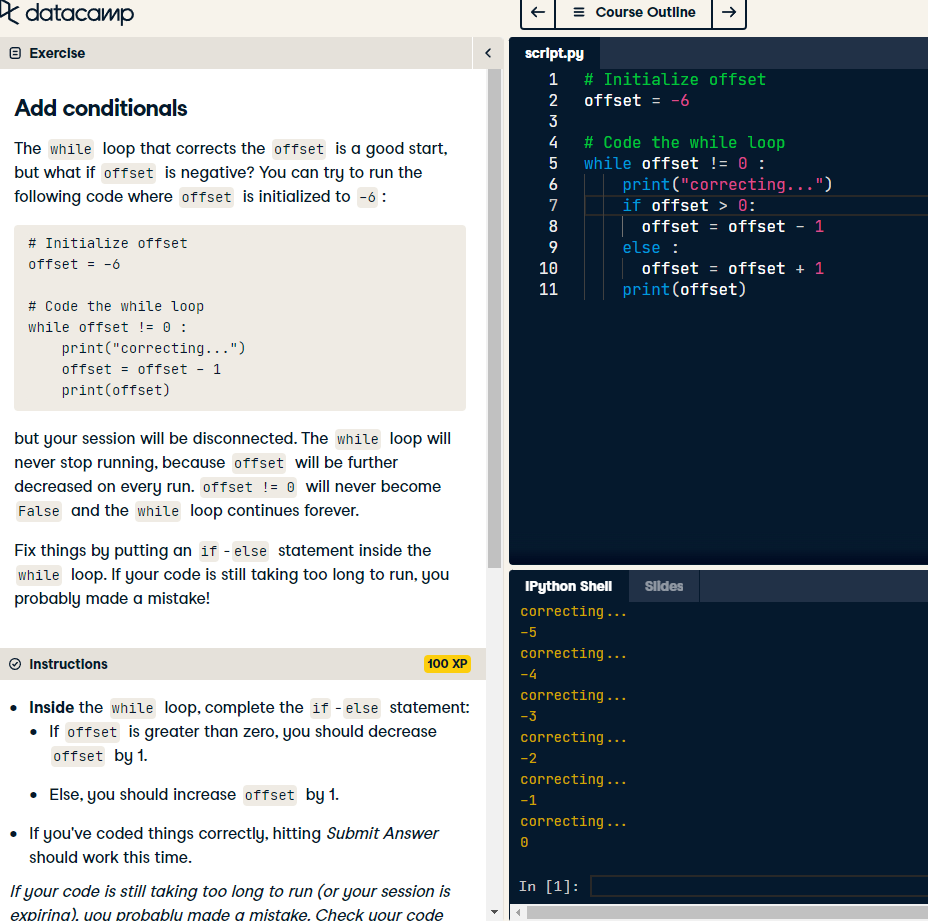 datacamp
Course Outline
Exercise
Add conditionals
The while loop that corrects the offset is a good start,
but what if offset is negative? You can try to run the
following code where offset is initialized to -6 :
# Initialize offset
offset = -6
# Code the while loop
while offset != 0 :
    print("correcting...")
    offset = offset - 1
    print(offset)
but your session will be disconnected. The while loop will
never stop running, because offset will be further
decreased on every run. offset != 0 will never become
False and the while loop continues forever.
Fix things by putting an if - else statement inside the
while loop. If your code is still taking too long to run, you
probably made a mistake!
Instructions
100 XP
• Inside the while loop, complete the if - else statement:
• If offset is greater than zero, you should decrease
offset by 1.
• Else, you should increase offset by 1.
• If you've coded things correctly, hitting Submit Answer
should work this time.
If your code is still taking too long to run (or your session is
expiring), you probably made a mistake. Check your code
script.py
1 # Initialize offset
2 offset = -6
3
4 # Code the while loop
5 while offset != 0 :
6     print("correcting...")
7     if offset > 0:
8       offset = offset - 1
9     else :
10       offset = offset + 1
11     print(offset)
IPython Shell
Slides
correcting...
-5
correcting...
-4
correcting...
-3
correcting...
-2
correcting...
-1
correcting...
0
In [1]: